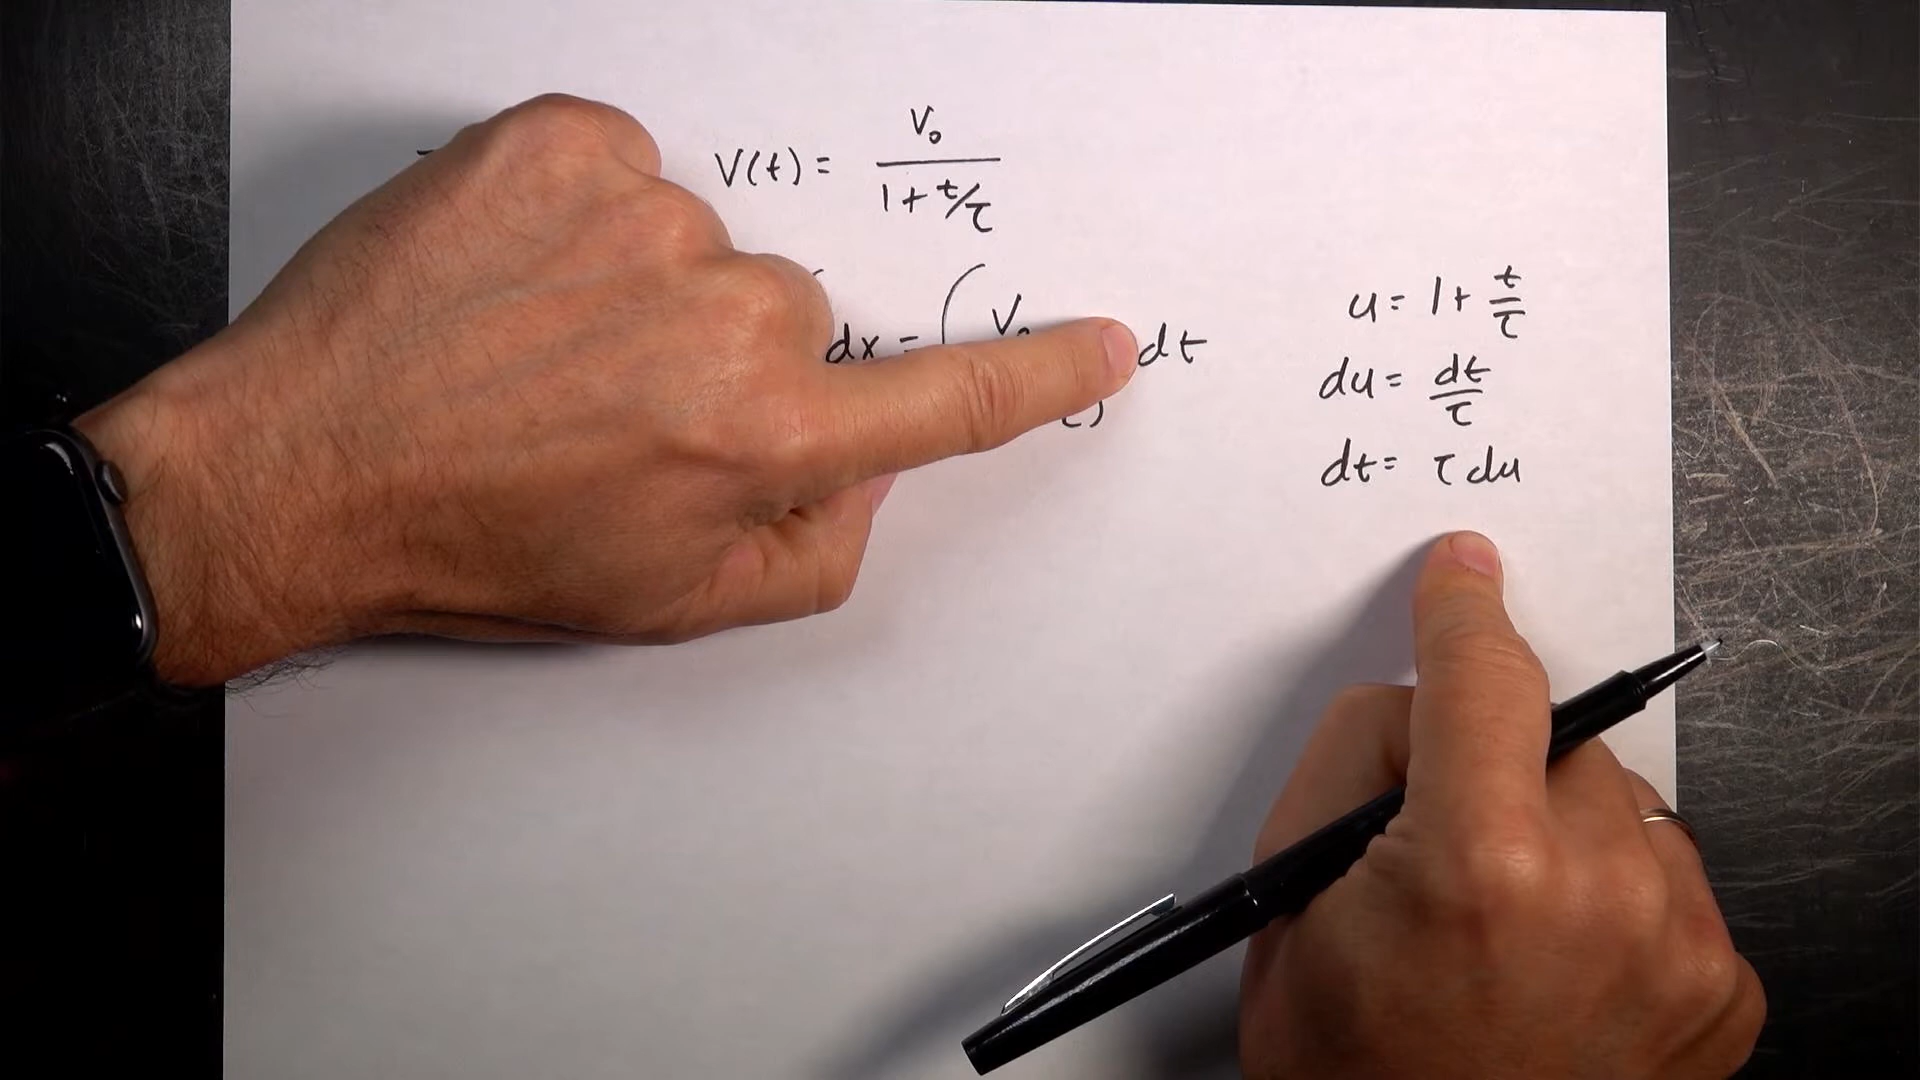 V(t) = V₀ / (1 + t/τ)
dx = ∫ V₀ τ) dt
u = 1 + t/τ
du = dt/τ
dt = τ du